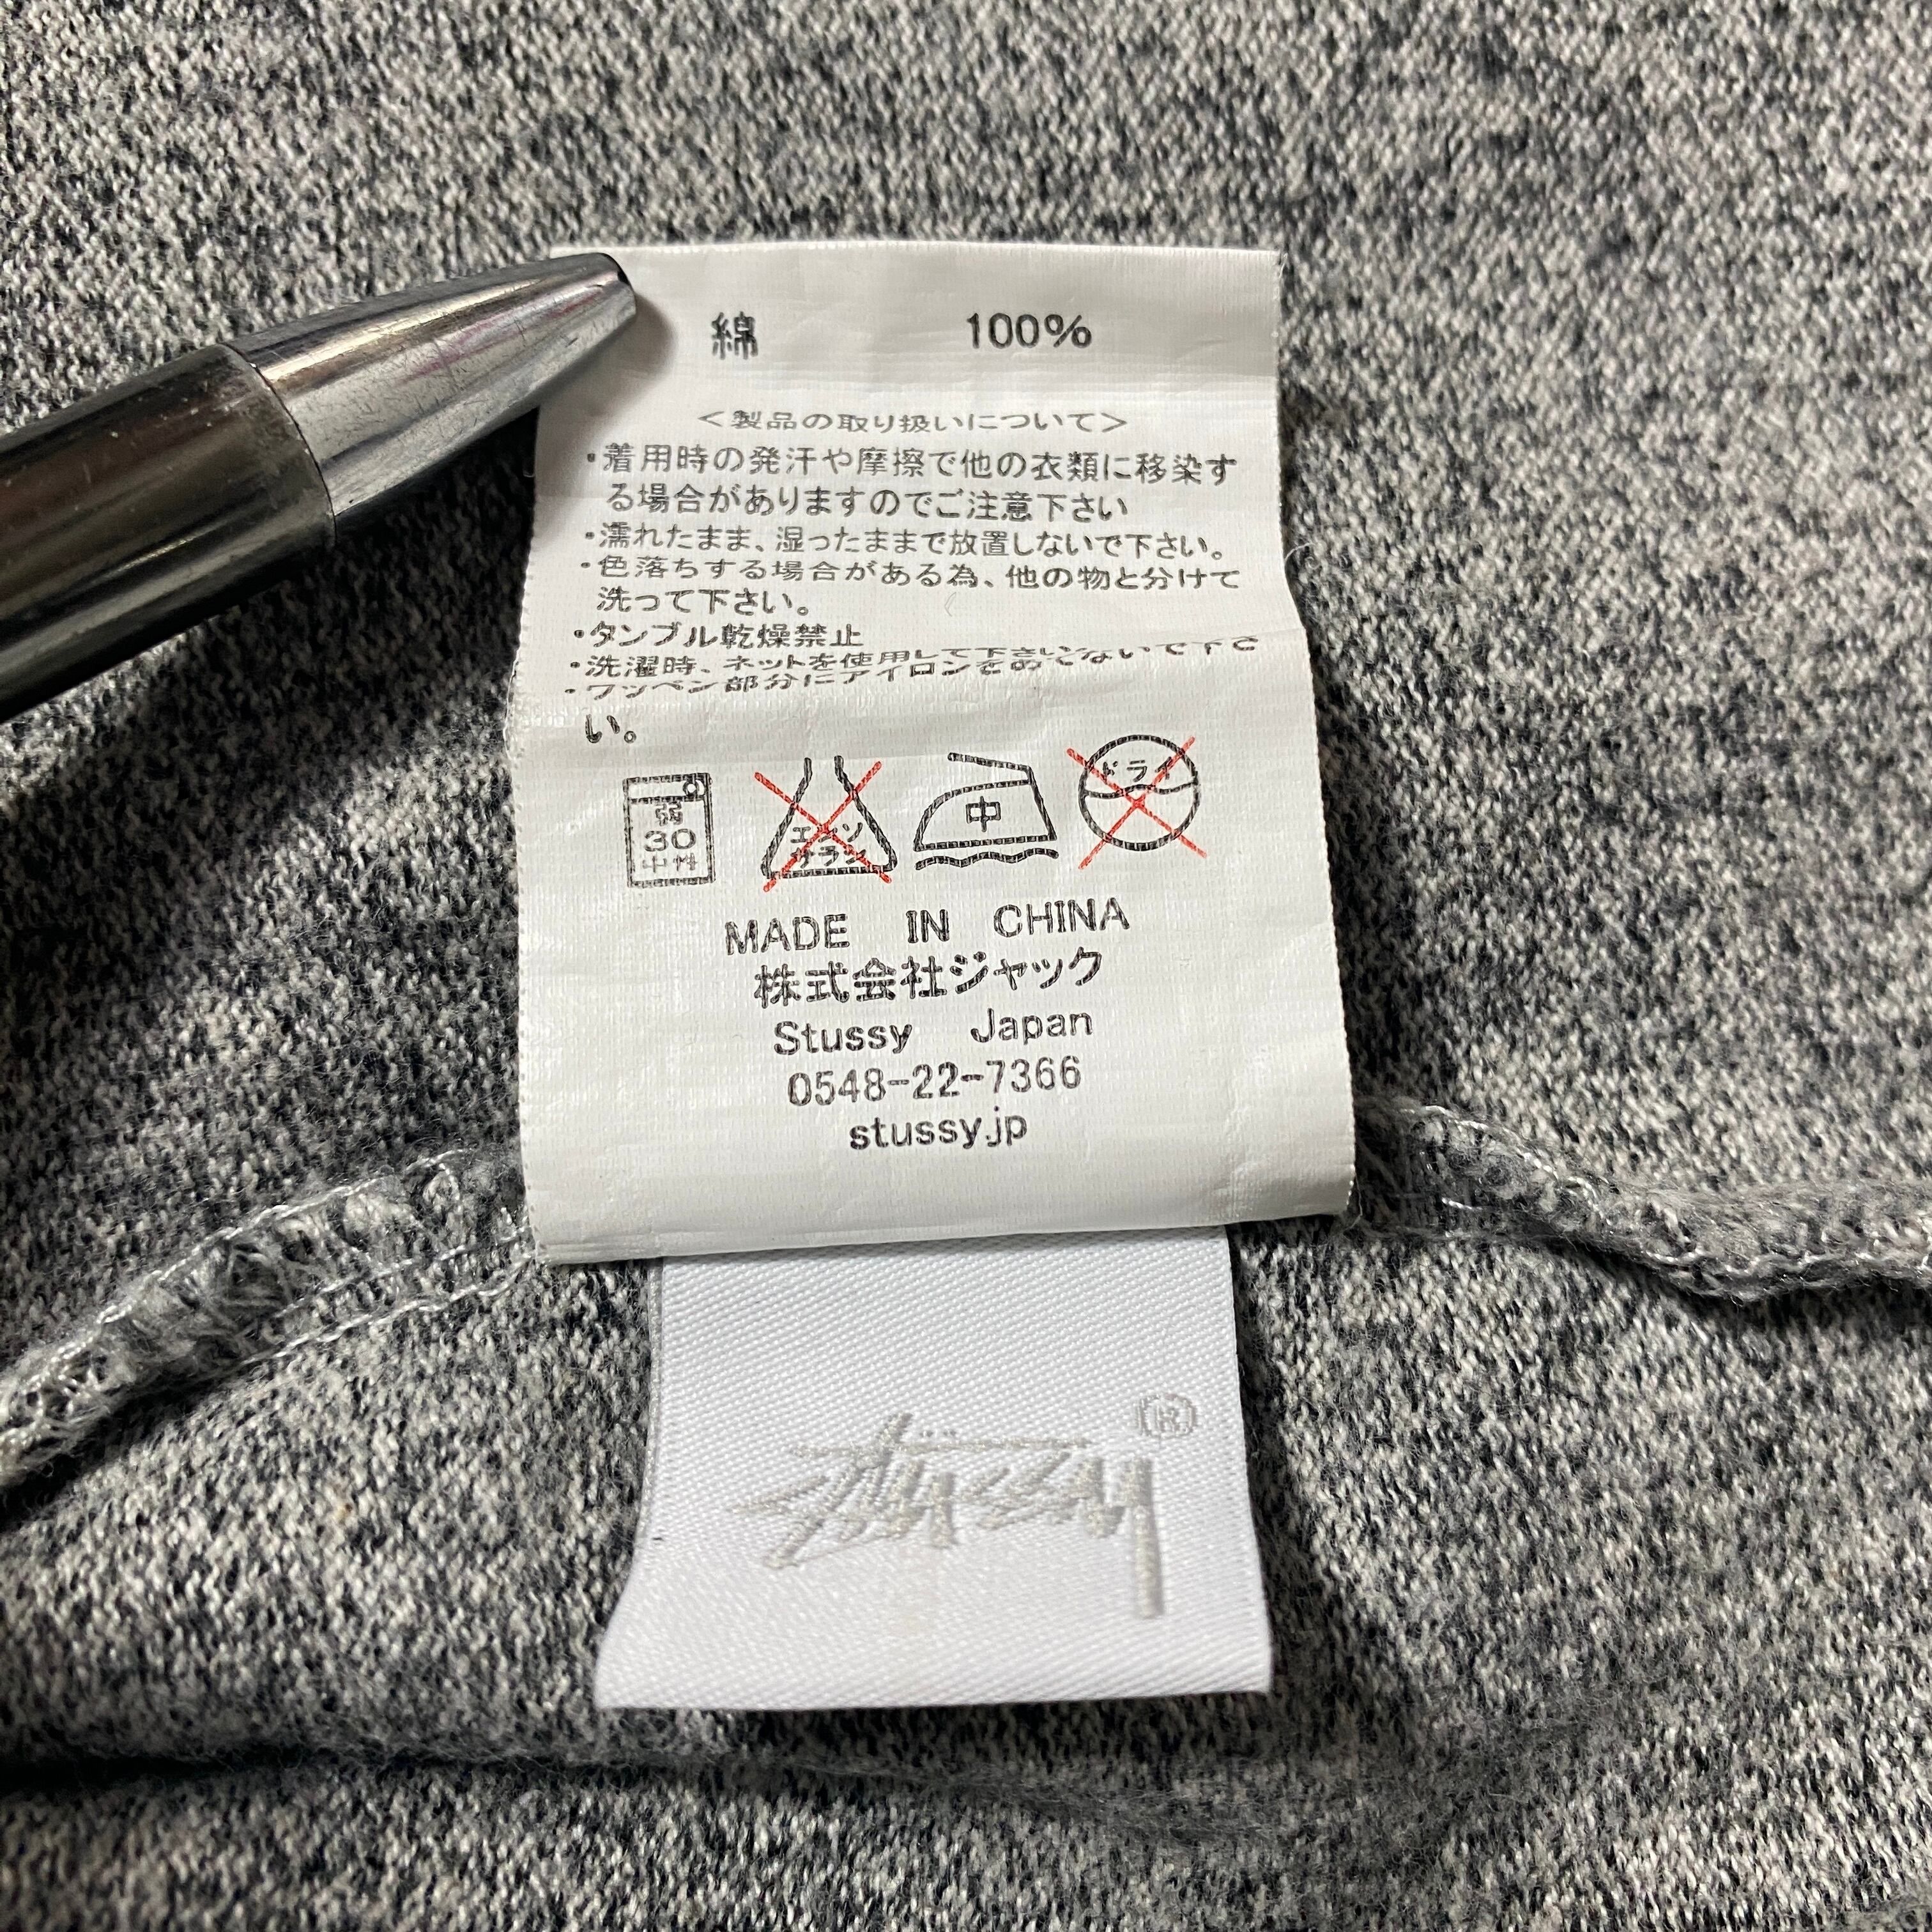 綿 100%
<製品の取り扱いについて>
・着用時の発汗や摩擦で他の衣類に移染す
る場合がありますのでご注意下さい
・濡れたまま、湿ったままで放置しないで下さい。
・色落ちする場合がある為、他の物と分けて
洗って下さい。
・タンブル乾燥禁止
・洗濯時、ネットを使用して下さい。
・ワッペン部分にアイロンをあてないで下さ
い。
弱
30
中性
エンソ
サラシ
中
ドライ
MADE IN CHINA
株式会社ジャック
Stussy Japan
0548-22-7366
stussy.jp
®
Stüssy